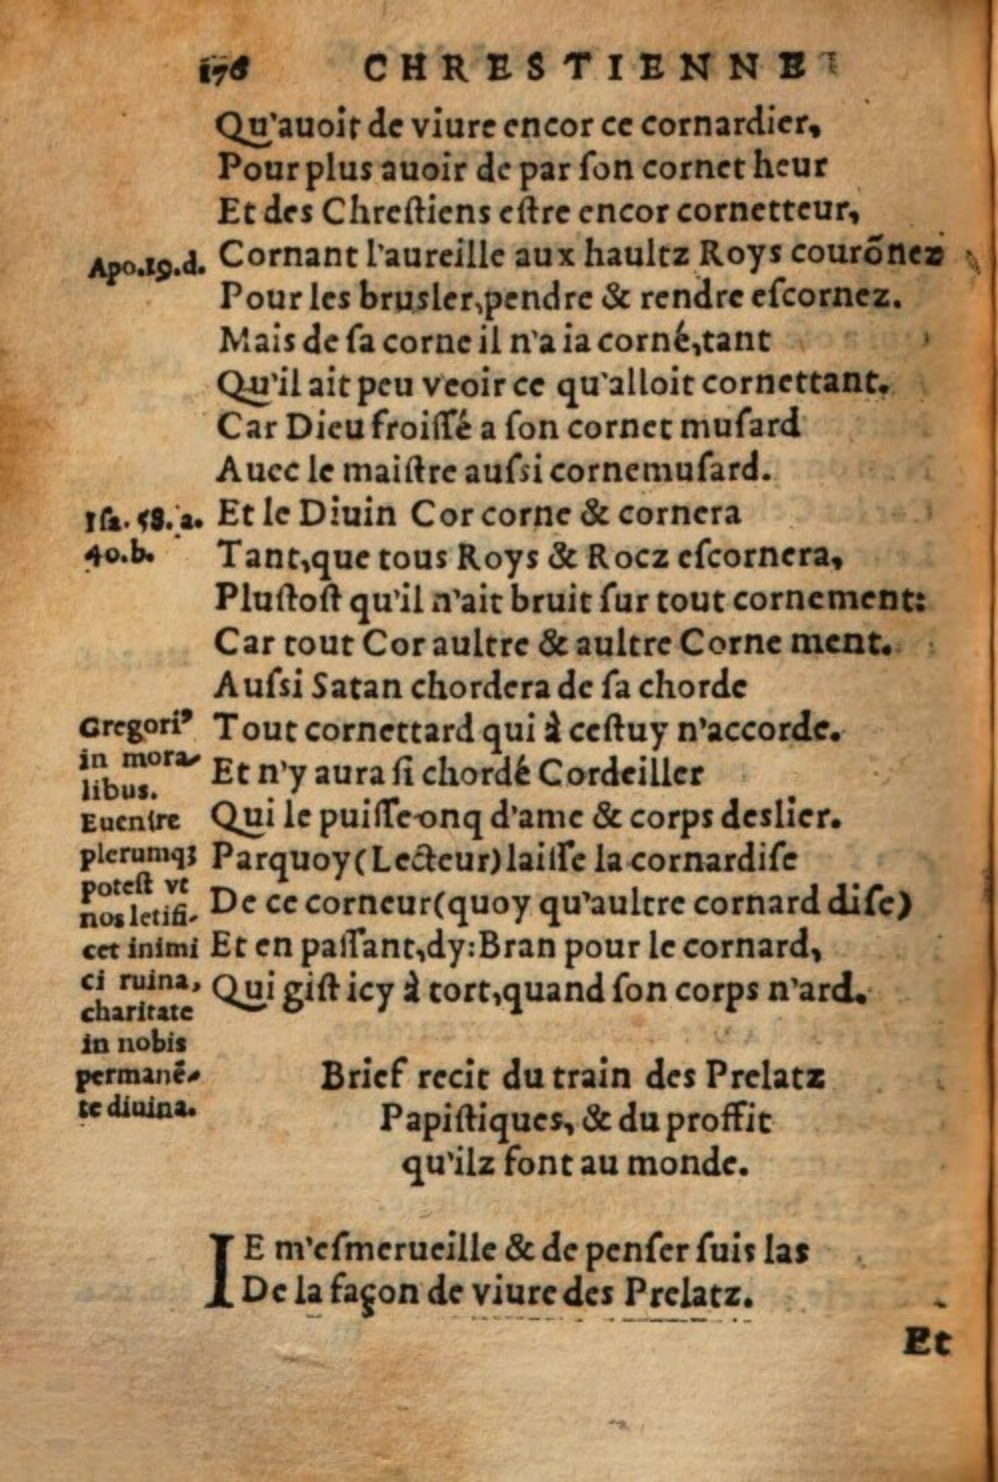 176 CHRESTIENNE
Qu'auoit de viure encor ce cornardier,
Pour plus auoir de par ſon cornet heur
Et des Chreſtiens eſtre encor cornetteur,
Apo.19.d.
Cornant l'aureille aux haultz Roys courõnez
Pour les brusler,pendre & rendre eſcornez.
Mais de ſa corne il n'a ia corné,tant
Qu'il ait peu veoir ce qu'alloit cornettant.
Car Dieu froiſſé a ſon cornet muſard
Auec le maiſtre auſsi cornemuſard.
Iſa. 58. a.
40.b.
Et le Diuin Cor corne & cornera
Tant,que tous Roys & Rocz eſcornera,
Pluſtoſt qu'il n'ait bruit ſur tout cornement:
Car tout Cor aultre & aultre Corne ment.
Auſsi Satan chordera de ſa chorde
Tout cornettard qui à ceſtuy n'accorde.
Et n'y aura ſi chordé Cordeiller
Qui le puiſſe onq d'ame & corps deslier.
Parquoy(Lecteur)laiſſe la cornardiſe
De ce corneur(quoy qu'aultre cornard diſe)
Et en paſſant,dy:Bran pour le cornard,
Qui giſt icy à tort,quand ſon corps n'ard.
Gregoriꝰ
in mora-
libus.
Euenire
plerumqꝫ
poteſt vt
nos letifi-
cet inimi
ci ruina,
charitate
in nobis
permanẽ-
te diuina.
Brief recit du train des Prelatz
Papiſtiques, & du proffit
qu'ilz font au monde.
IE m'eſmerueille & de penſer ſuis las
De la façon de viure des Prelatz.
Et